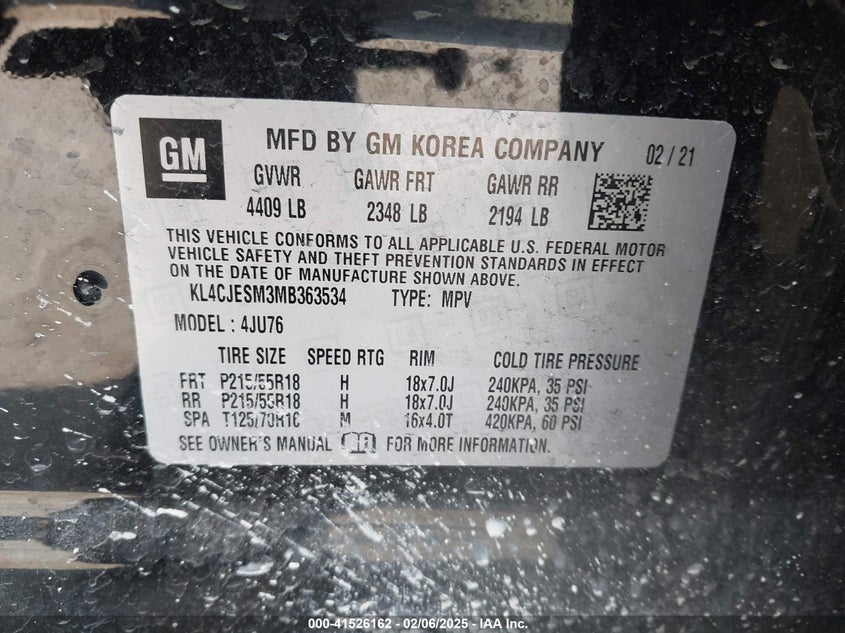 GM
MFD BY GM KOREA COMPANY 02 / 21
GVWR GAWR FRT GAWR RR
4409 LB 2348 LB 2194 LB
THIS VEHICLE CONFORMS TO ALL APPLICABLE U.S. FEDERAL MOTOR
VEHICLE SAFETY AND THEFT PREVENTION STANDARDS IN EFFECT
ON THE DATE OF MANUFACTURE SHOWN ABOVE.
KL4CJESM3MB363534 TYPE: MPV
MODEL : 4JU76
TIRE SIZE SPEED RTG RIM COLD TIRE PRESSURE
FRT P215/55R18 H 18x7.0J 240KPA, 35 PSI
RR P215/55R18 H 18x7.0J 240KPA, 35 PSI
SPA T125/70R16 M 16x4.0T 420KPA, 60 PSI
SEE OWNER'S MANUAL FOR MORE INFORMATION.
000-41526162 - 02/06/2025 - IAA Inc.